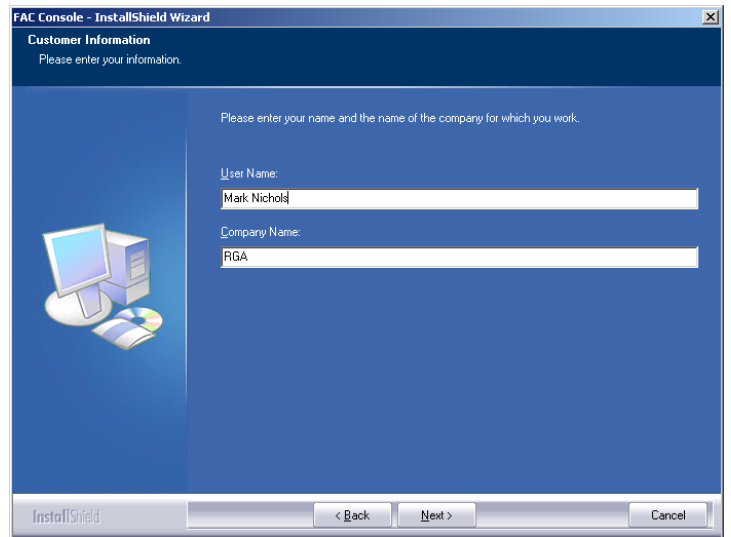 FAC Console - InstallShield Wizard
Customer Information
Please enter your information.
Please enter your name and the name of the company for which you work.
User Name:
Mark Nichols
Company Name:
RGA
InstallShield
< Back
Next >
Cancel